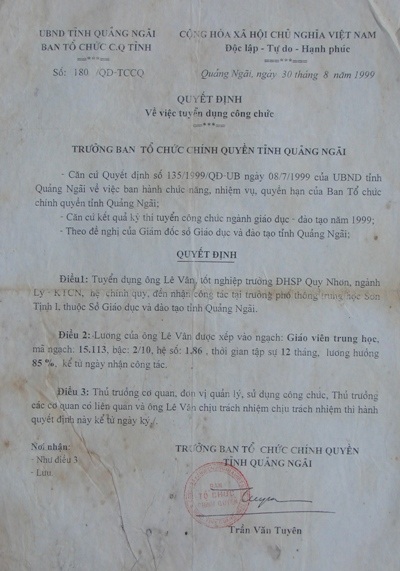 UBND TỈNH QUẢNG NGÃI
BAN TỔ CHỨC C.Q TỈNH
=***=
Số: 180 /QĐ-TCCQ
CỘNG HÒA XÃ HỘI CHỦ NGHĨA VIỆT NAM
Độc lập - Tự do - Hạnh phúc
=***=
Quảng Ngãi, ngày 30 tháng 8 năm 1999
QUYẾT ĐỊNH
Về việc tuyển dụng công chức
=***=
TRƯỞNG BAN TỔ CHỨC CHÍNH QUYỀN TỈNH QUẢNG NGÃI
- Căn cứ Quyết định số 135/1999/QĐ-UB ngày 08/7/1999 của UBND tỉnh
Quảng Ngãi về việc ban hành chức năng, nhiệm vụ, quyền hạn của Ban Tổ chức
chính quyền tỉnh Quảng Ngãi;
- Căn cứ kết quả kỳ thi tuyển công chức ngành giáo dục - đào tạo năm 1999;
- Theo đề nghị của Giám đốc sở Giáo dục và đào tạo tỉnh Quảng Ngãi;
QUYẾT ĐỊNH
Điều1: Tuyển dụng ông Lê Văn, tốt nghiệp trường ĐHSP Quy Nhơn, ngành
Lý - KTCN, hệ chính quy, đến nhận công tác tại trường phổ thông trung học Sơn
Tịnh I, thuộc Sở Giáo dục và đào tạo tỉnh Quảng Ngãi.
Điều 2: Lương của ông Lê Văn được xếp vào ngạch: Giáo viên trung học,
mã ngạch: 15.113, bậc: 2/10, hệ số: 1,86 , thời gian tập sự 12 tháng, lương hưởng
85 %, kể từ ngày nhận công tác.
Điều 3: Thủ trưởng cơ quan, đơn vị quản lý, sử dụng công chức, Thủ trưởng
các cơ quan có liên quan và ông Lê Văn chịu trách nhiệm chịu trách nhiệm thi hành
quyết định này kể từ ngày ký./.
Nơi nhận:
- Như điều 3
- Lưu
TRƯỞNG BAN TỔ CHỨC CHÍNH QUYỀN
TỈNH QUẢNG NGÃI
BAN
TỔ CHỨC
CHÍNH QUYỀN
Trần Văn Tuyên